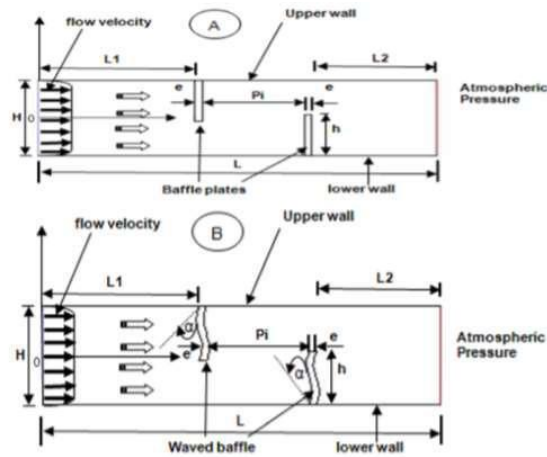 flow velocity
A
Upper wall
L1
L2
e
Pi
e
Atmospheric
Pressure
H
0
h
L
Baffle plates
lower wall
flow velocity
B
Upper wall
L1
L2
α
Pi
e
e
Atmospheric
Pressure
H
0
α
h
L
Waved baffle
lower wall